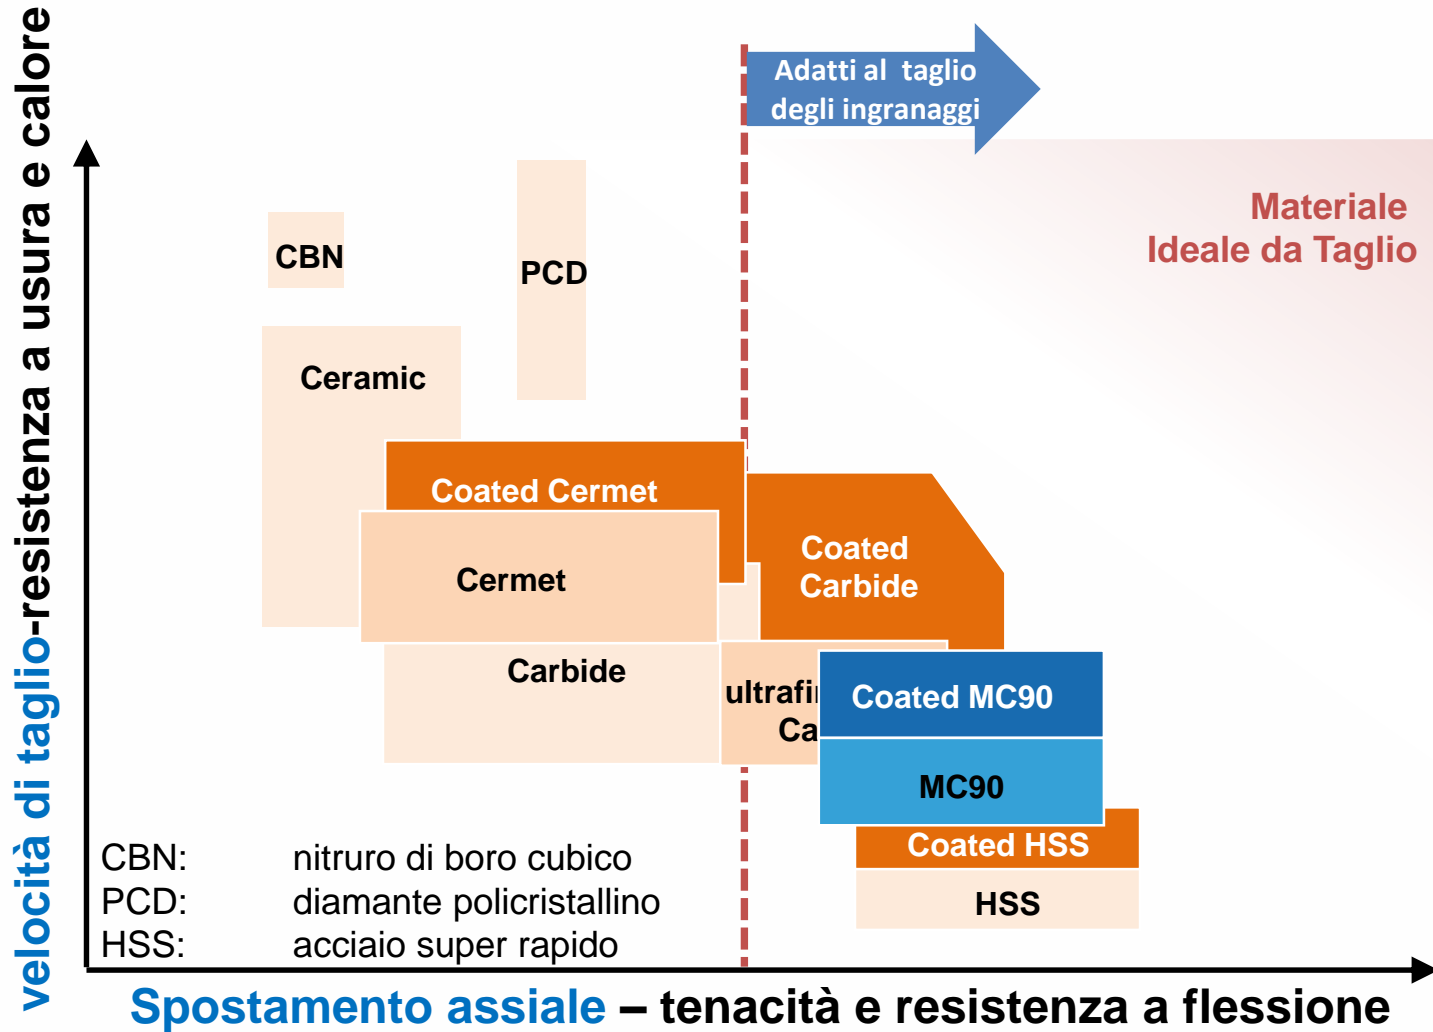 velocità di taglio-resistenza a usura e calore
Adatti al taglio
degli ingranaggi
Materiale
Ideale da Taglio
CBN
PCD
Ceramic
Coated Cermet
Coated
Carbide
Cermet
Carbide
Coated MC90
MC90
Coated HSS
HSS
CBN: nitruro di boro cubico
PCD: diamante policristallino
HSS: acciaio super rapido
Spostamento assiale – tenacità e resistenza a flessione